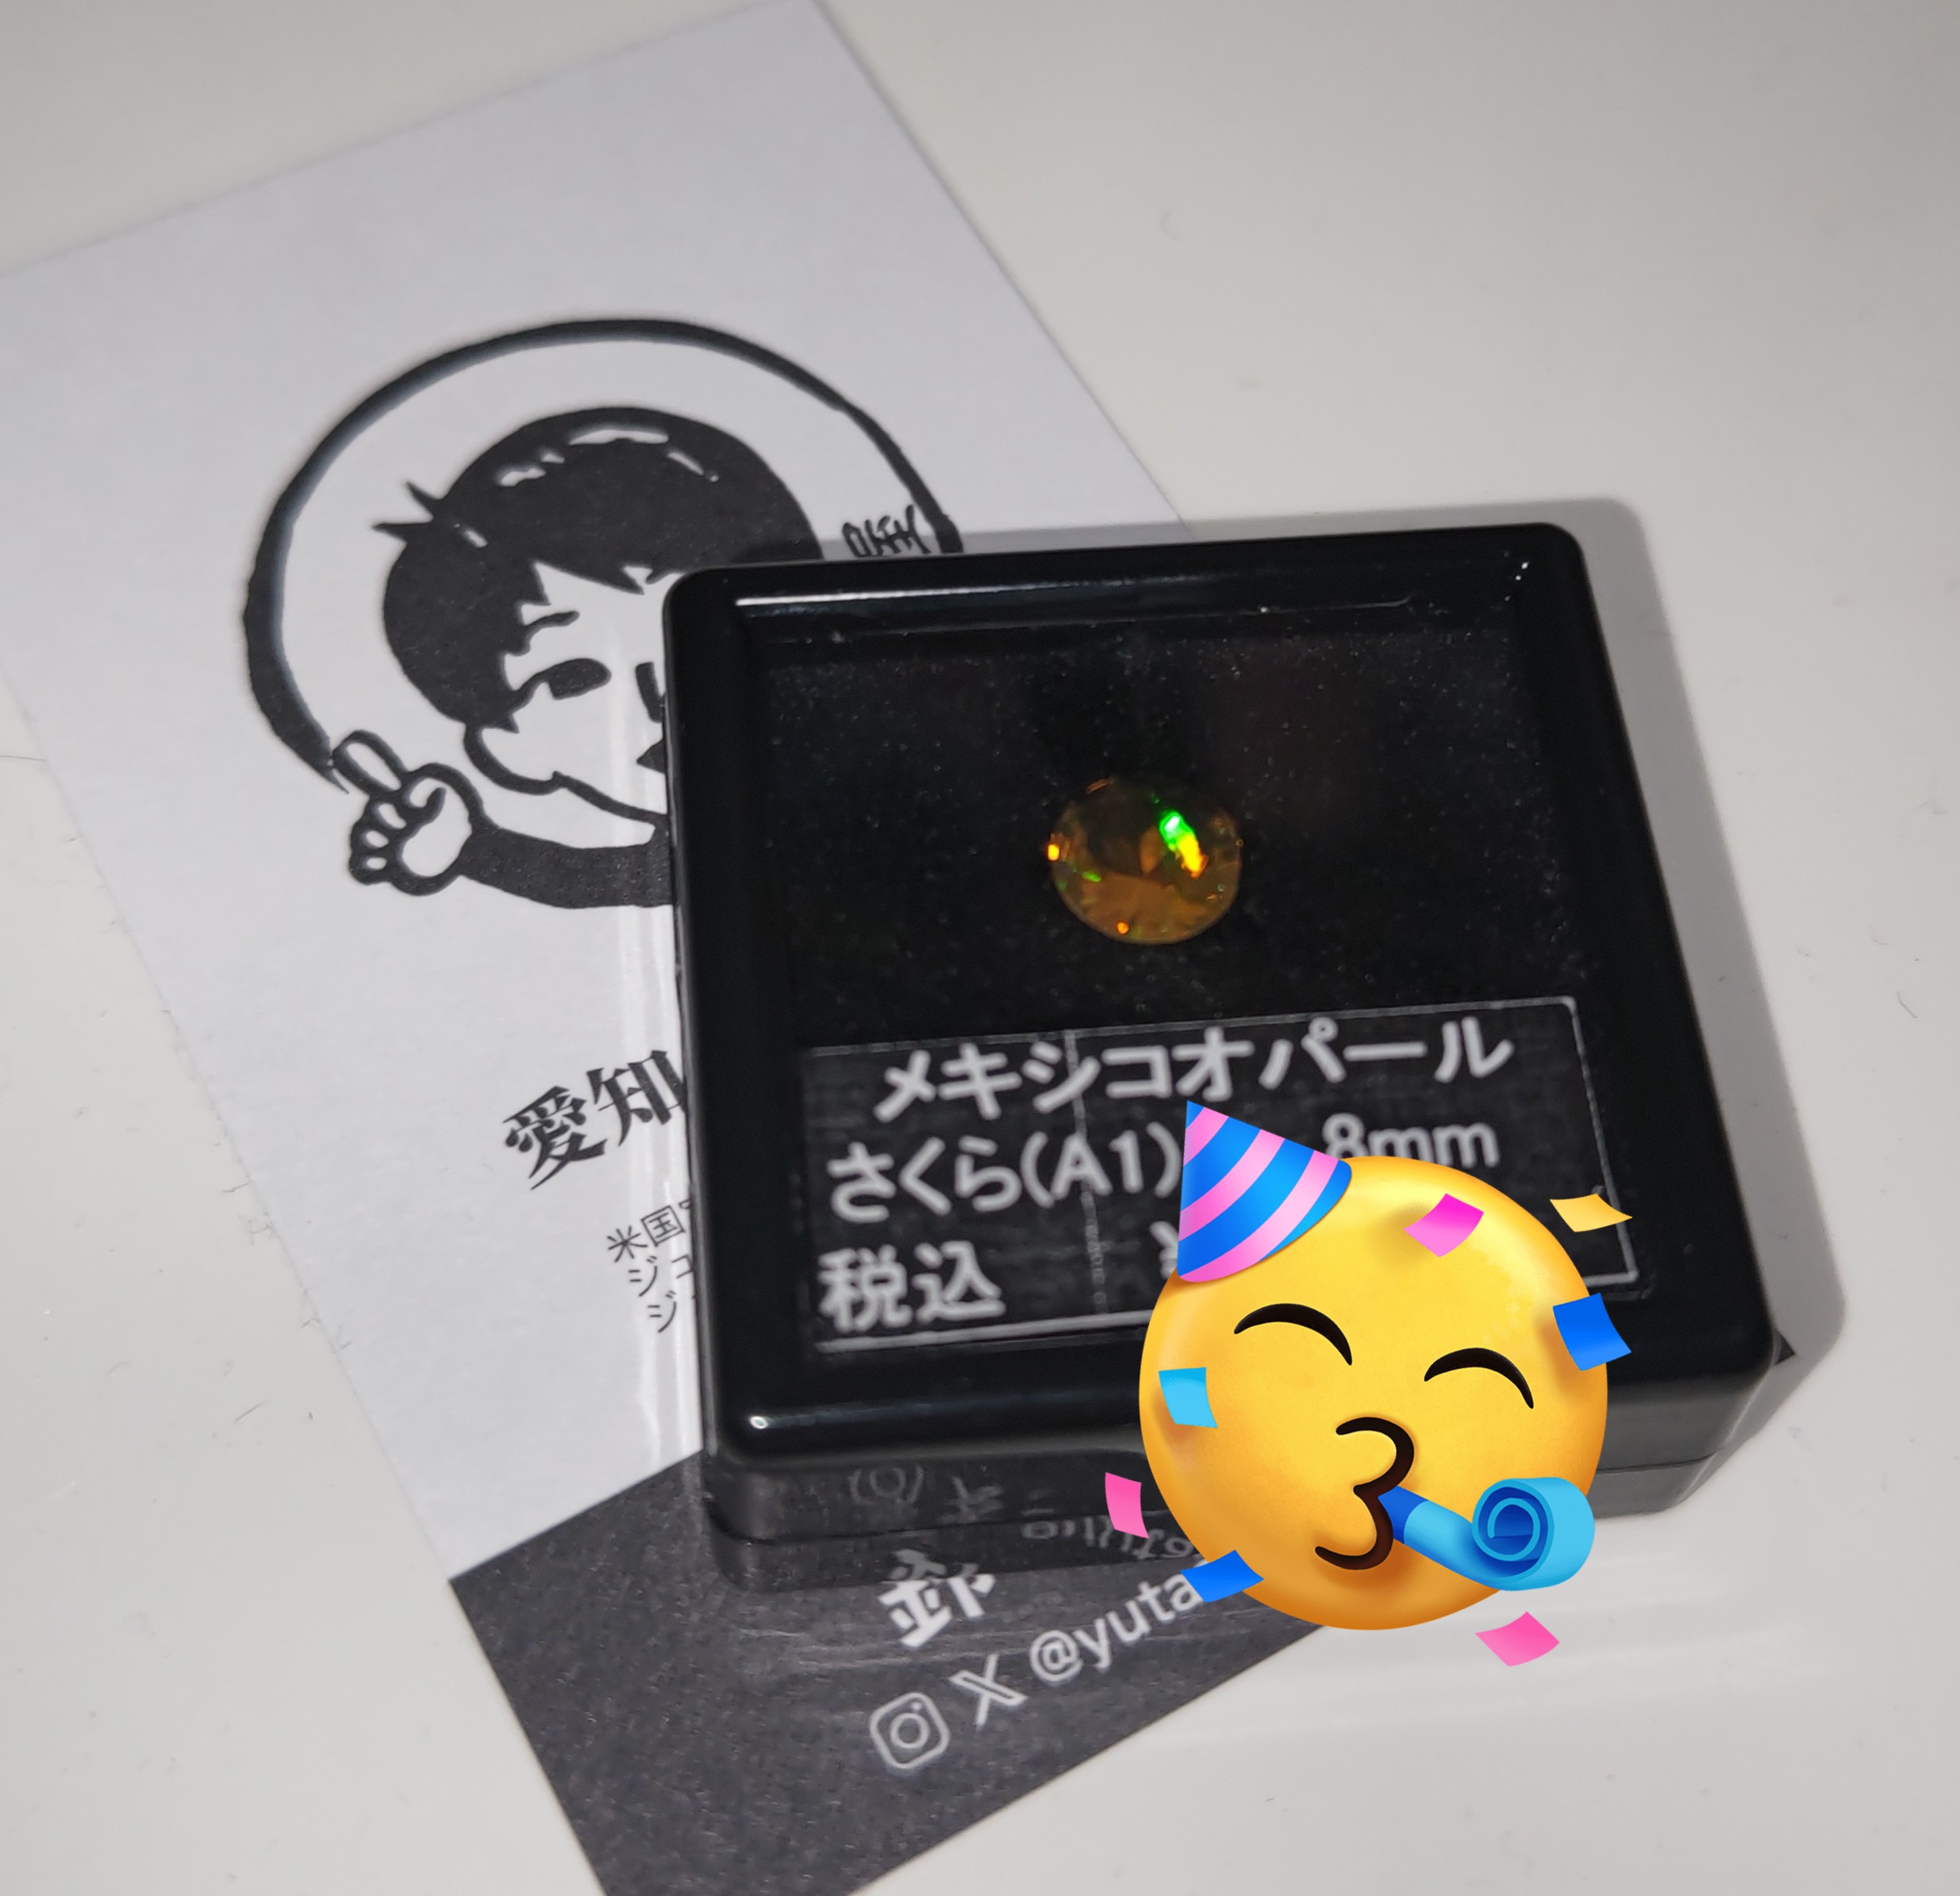 メキシコオパール
さくら(A1) 8mm
税込
愛知
米国
ジュ
ジ
@yuta